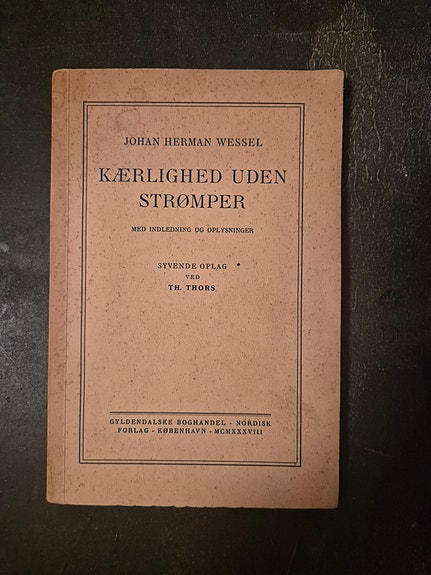 JOHAN HERMAN WESSEL
KÆRLIGHED UDEN
STRØMPER
MED INDLEDNING OG OPLYSNINGER
SYVENDE OPLAG
VED
TH. THORS
GYLDENDALSKE BOGHANDEL - NORDISK
FORLAG - KØBENHAVN - MCMXXXVIII